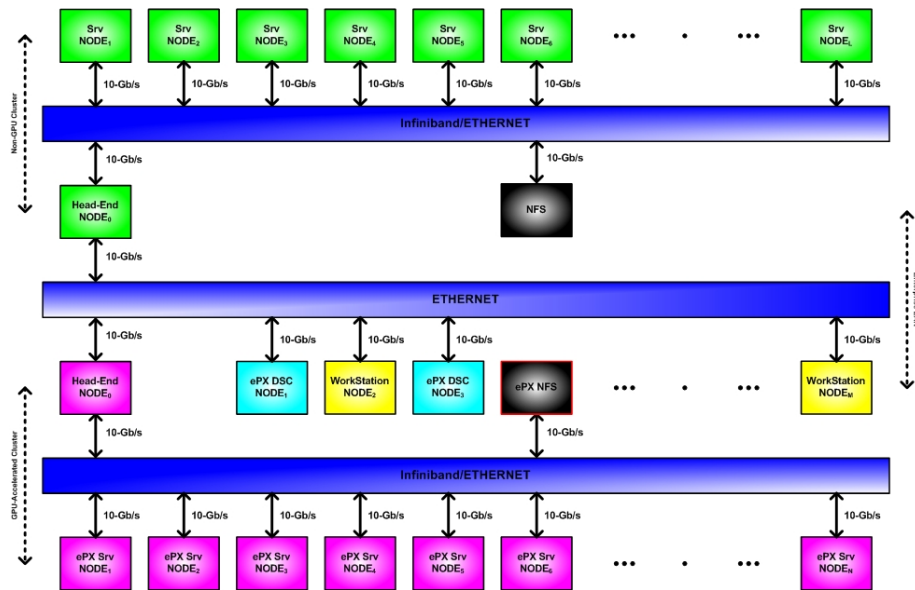 Srv
NODE1
Srv
NODE2
Srv
NODE3
Srv
NODE4
Srv
NODE5
Srv
NODE6
...
.
...
Srv
NODEL
10-Gb/s
10-Gb/s
10-Gb/s
10-Gb/s
10-Gb/s
10-Gb/s
10-Gb/s
Non-GPU Cluster
Infiniband/ETHERNET
10-Gb/s
10-Gb/s
Head-End
NODE0
NFS
10-Gb/s
ETHERNET
10-Gb/s
10-Gb/s
10-Gb/s
10-Gb/s
10-Gb/s
Head-End
NODE0
ePX DSC
NODE1
WorkStation
NODE2
ePX DSC
NODE3
ePX NFS
...
.
...
WorkStation
NODEM
10-Gb/s
10-Gb/s
GPU-Accelerated Cluster
Infiniband/ETHERNET
10-Gb/s
10-Gb/s
10-Gb/s
10-Gb/s
10-Gb/s
10-Gb/s
10-Gb/s
ePX Srv
NODE1
ePX Srv
NODE2
ePX Srv
NODE3
ePX Srv
NODE4
ePX Srv
NODE5
ePX Srv
NODE6
...
.
...
ePX Srv
NODEN